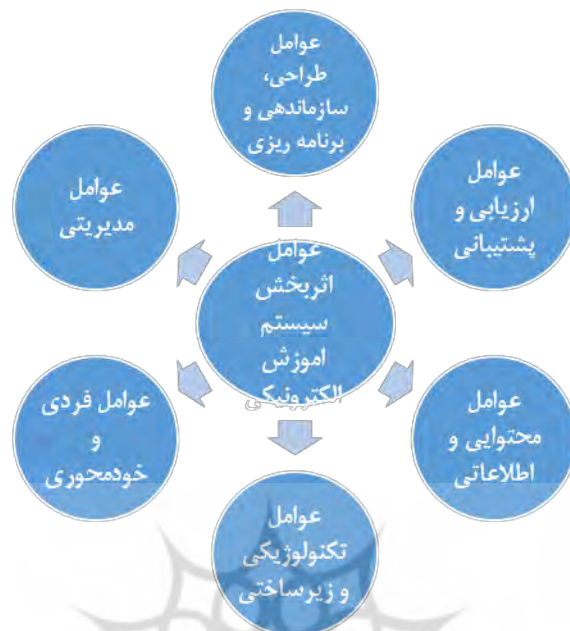 عوامل
طراحی،
سازماندهی و
برنامه ریزی
عوامل
ارزیابی و
پشتیبانی
عوامل
مدیریتی
عوامل
اثربخش
سیستم
اموزش
الکترونیکی
عوامل
محتوایی و
اطلاعاتی
عوامل فردی
و
خودمحوری
عوامل
تکنولوژیکی
و زیرساختی